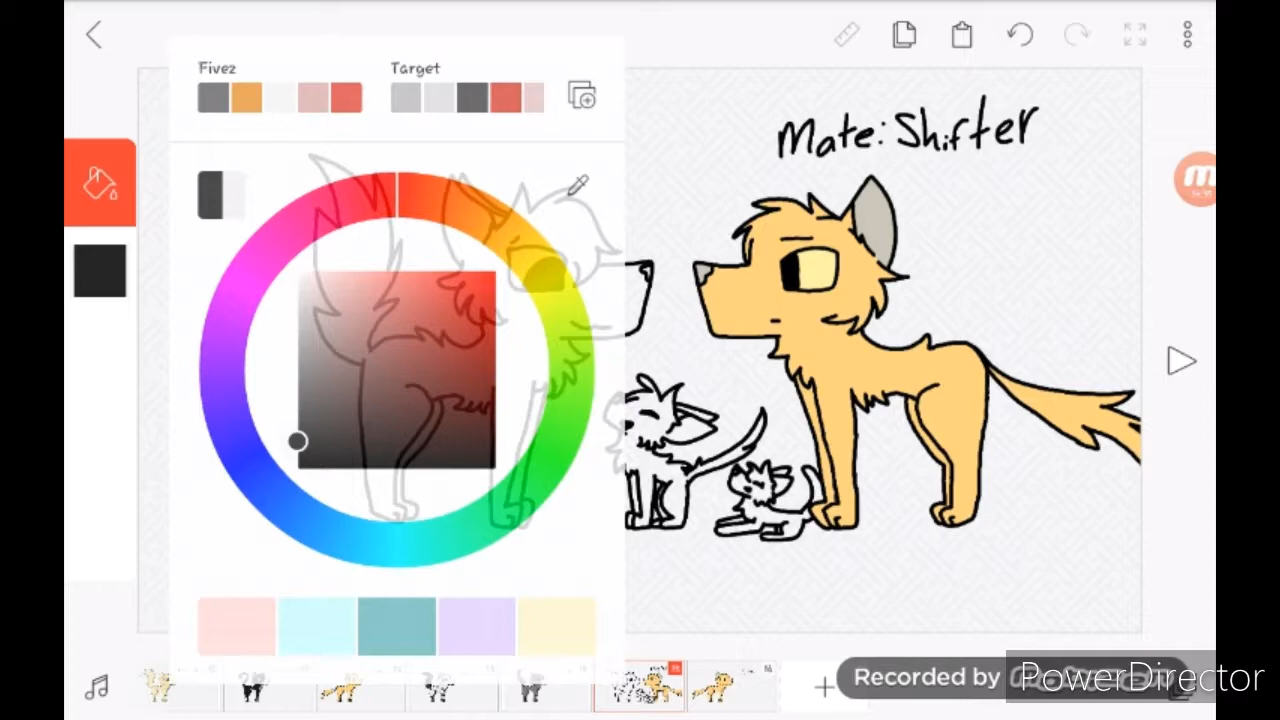 Fivez
Target
Mate: Shifter
Recorded by
PowerDirector